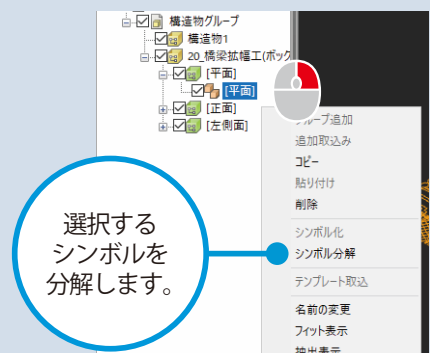 構造物グループ
構造物1
20_橋梁拡幅工(ボック
[平面]
[平面]
[正面]
[左側面]
グループ追加
追加取込み
コピー
貼り付け
削除
シンボル化
シンボル分解
テンプレート取込
名前の変更
フィット表示
抽出表示
選択する
シンボルを
分解します。